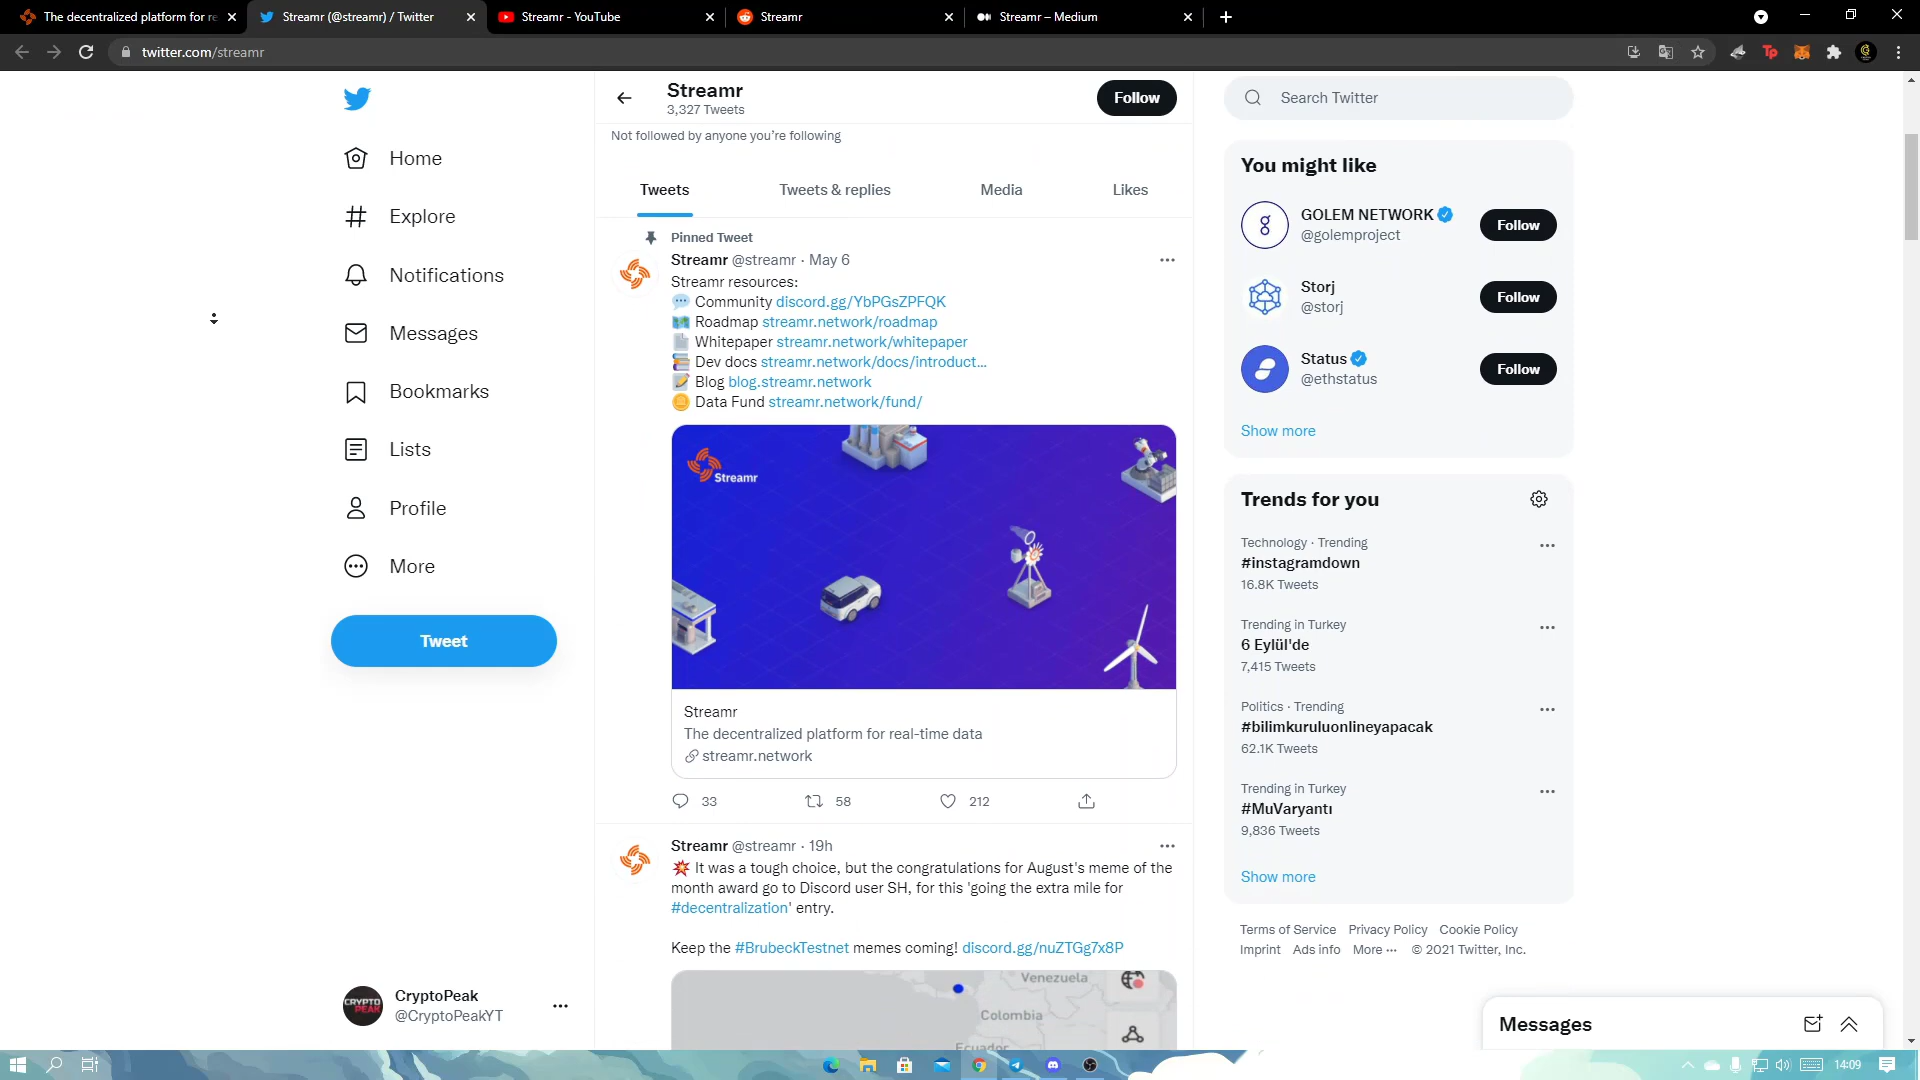 The decentralized platform for re
Streamr (@streamr) / Twitter
Streamr - YouTube
Streamr
Streamr – Medium
twitter.com/streamr
Streamr
3,327 Tweets
Follow
Not followed by anyone you're following
Tweets
Tweets & replies
Media
Likes
Home
Explore
Notifications
Messages
Bookmarks
Lists
Profile
More
Tweet
CryptoPeak
@CryptoPeakYT
CRYPTO
PEAK
Pinned Tweet
Streamr @streamr · May 6
Streamr resources:
Community discord.gg/YbPGsZPFQK
Roadmap streamr.network/roadmap
Whitepaper streamr.network/whitepaper
Dev docs streamr.network/docs/introduct...
Blog blog.streamr.network
Data Fund streamr.network/fund/
Streamr
Streamr
The decentralized platform for real-time data
streamr.network
33
58
212
Streamr @streamr · 19h
It was a tough choice, but the congratulations for August's meme of the
month award go to Discord user SH, for this 'going the extra mile for
#decentralization' entry.
Keep the #BrubeckTestnet memes coming! discord.gg/nuZTGg7x8P
Venezuela
Colombia
Ecuador
Search Twitter
You might like
GOLEM NETWORK
@golemproject
Follow
Storj
@storj
Follow
Status
@ethstatus
Follow
Show more
Trends for you
Technology · Trending
#instagramdown
16.8K Tweets
Trending in Turkey
6 Eylül'de
7,415 Tweets
Politics · Trending
#bilimkuruluonlineyapacak
62.1K Tweets
Trending in Turkey
#MuVaryantı
9,836 Tweets
Show more
Terms of Service Privacy Policy Cookie Policy
Imprint Ads info More ··· © 2021 Twitter, Inc.
Messages
14:09